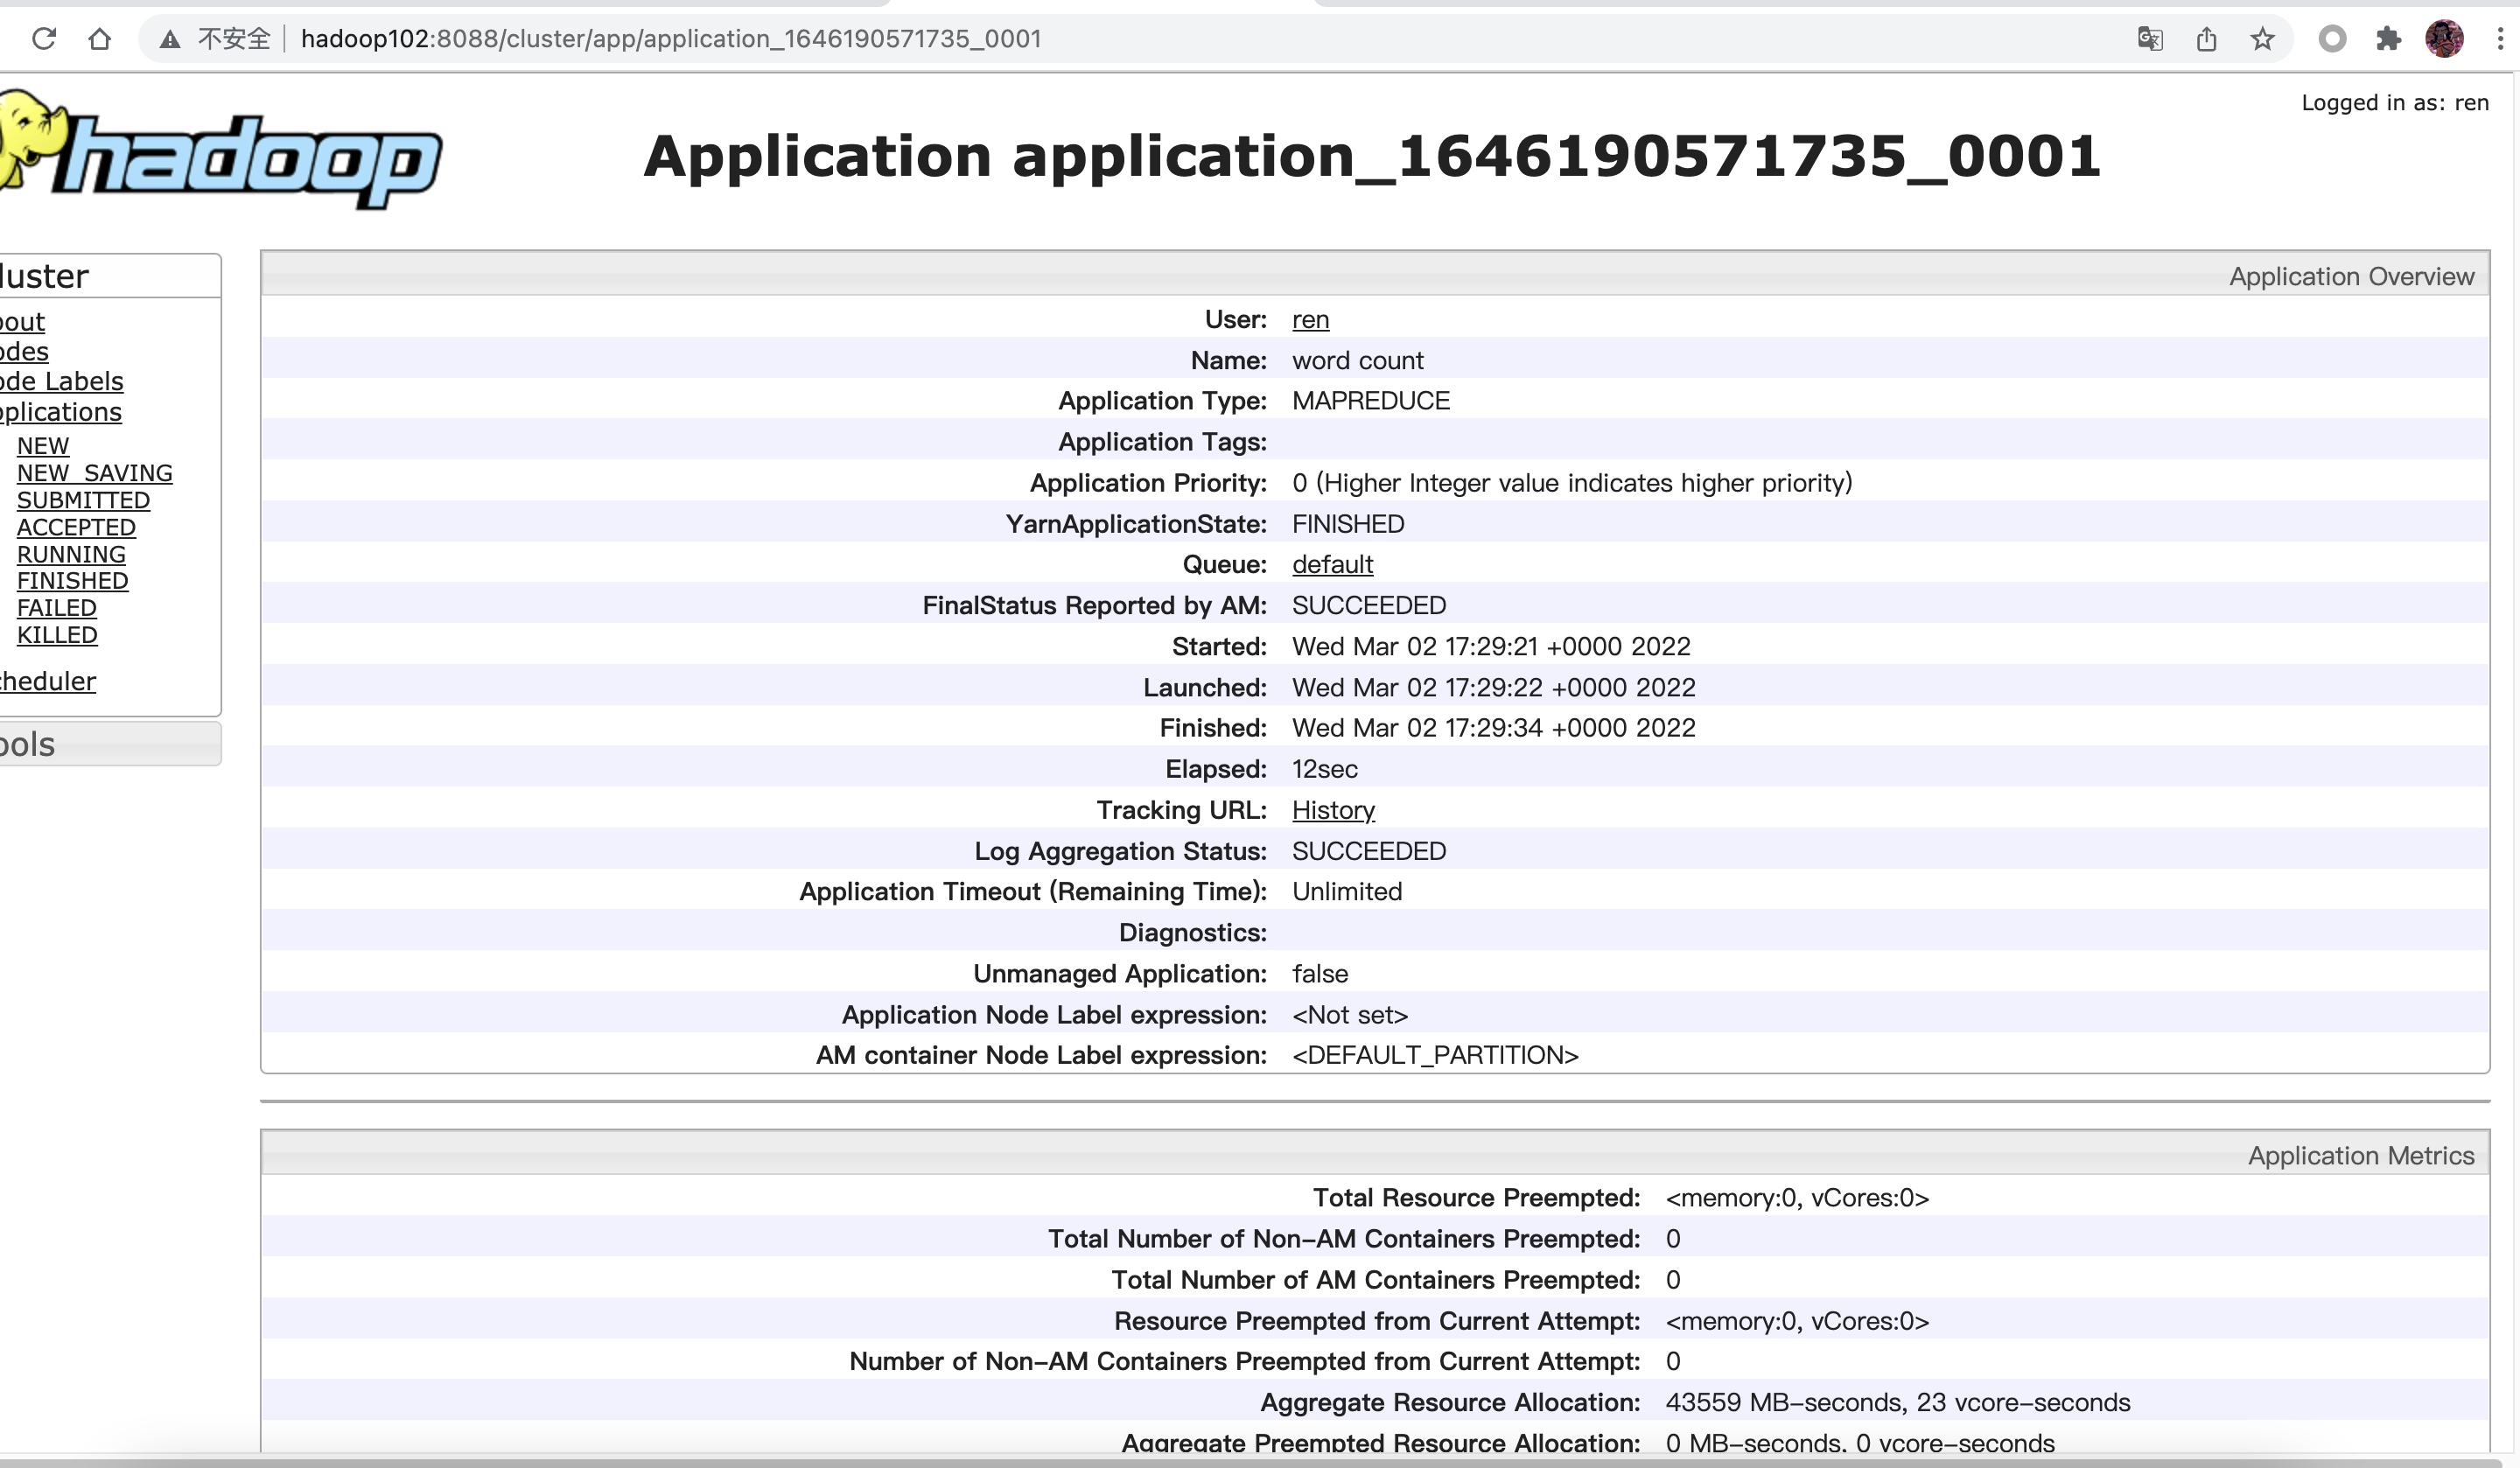 不安全 hadoop102:8088/cluster/app/application_1646190571735_0001
Logged in as: ren
hadoop
Application application_1646190571735_0001
luster
out
odes
ode Labels
plications
NEW
NEW_SAVING
SUBMITTED
ACCEPTED
RUNNING
FINISHED
FAILED
KILLED
cheduler
ools
Application Overview
User: ren
Name: word count
Application Type: MAPREDUCE
Application Tags:
Application Priority: 0 (Higher Integer value indicates higher priority)
YarnApplicationState: FINISHED
Queue: default
FinalStatus Reported by AM: SUCCEEDED
Started: Wed Mar 02 17:29:21 +0000 2022
Launched: Wed Mar 02 17:29:22 +0000 2022
Finished: Wed Mar 02 17:29:34 +0000 2022
Elapsed: 12sec
Tracking URL: History
Log Aggregation Status: SUCCEEDED
Application Timeout (Remaining Time): Unlimited
Diagnostics:
Unmanaged Application: false
Application Node Label expression: <Not set>
AM container Node Label expression: <DEFAULT_PARTITION>
Application Metrics
Total Resource Preempted: <memory:0, vCores:0>
Total Number of Non-AM Containers Preempted: 0
Total Number of AM Containers Preempted: 0
Resource Preempted from Current Attempt: <memory:0, vCores:0>
Number of Non-AM Containers Preempted from Current Attempt: 0
Aggregate Resource Allocation: 43559 MB-seconds, 23 vcore-seconds
Aggregate Preempted Resource Allocation: 0 MB-seconds, 0 vcore-seconds